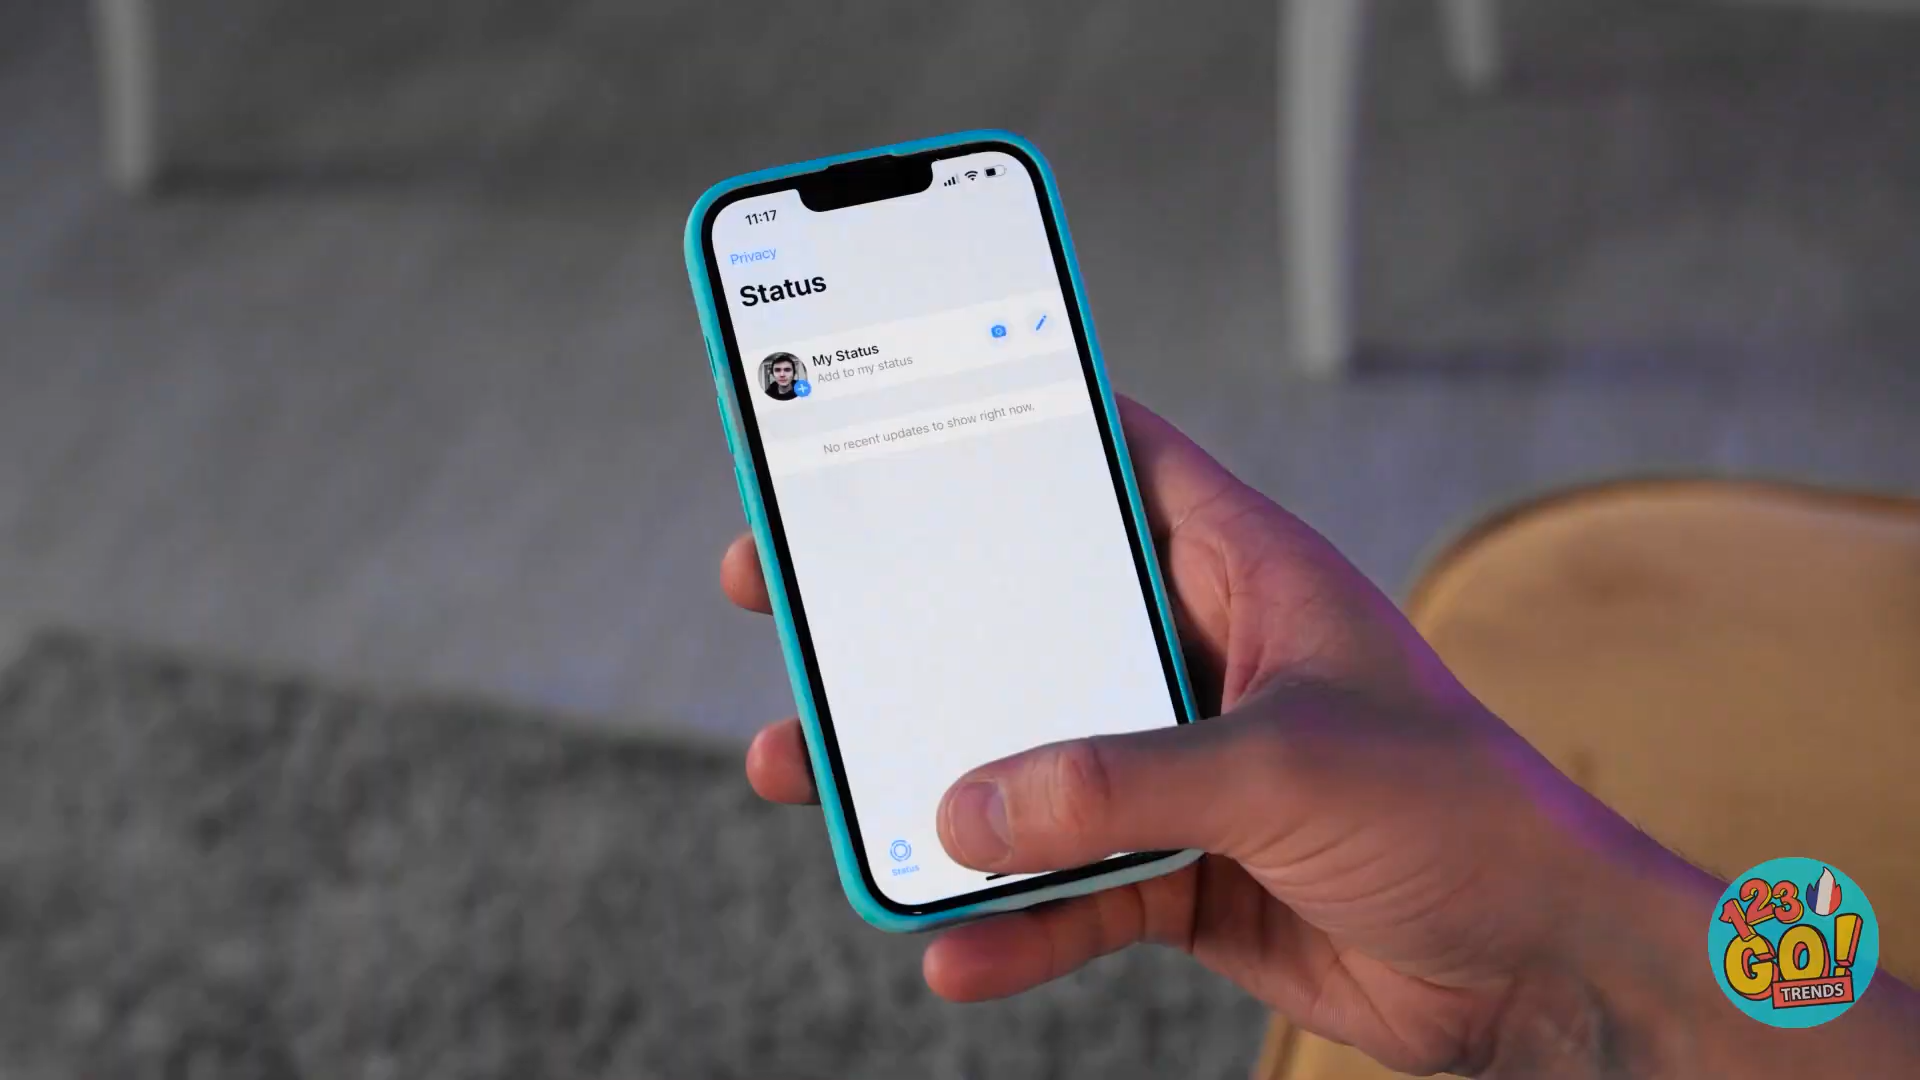 11:17
Privacy
Status
My Status
Add to my status
No recent updates to show right now.
Status
123
GO!
TRENDS